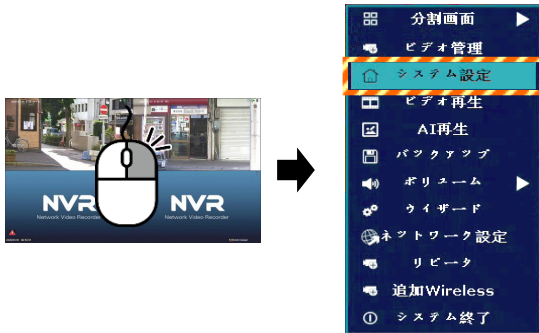 NVR
Network Video Recorder
NVR
Network Video Recorder
分割画面
ビデオ管理
システム設定
ビデオ再生
AI再生
バックアップ
ボリューム
ウィザード
ネットワーク設定
リピータ
追加Wireless
システム終了